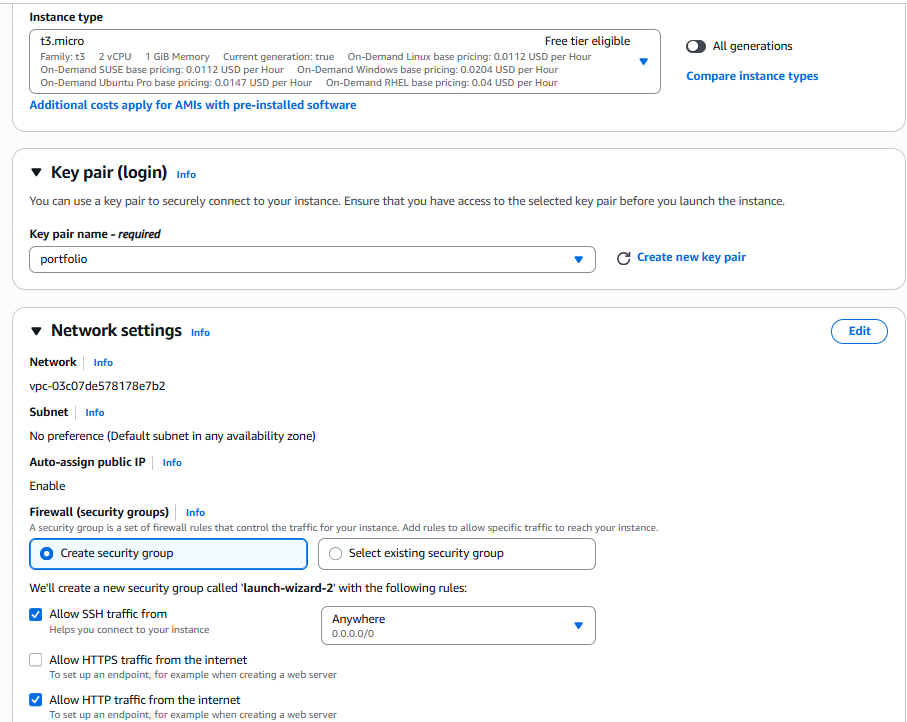 Instance type
t3.micro Free tier eligible
Family: t3 2 vCPU 1 GiB Memory Current generation: true On-Demand Linux base pricing: 0.0112 USD per Hour
On-Demand SUSE base pricing: 0.0112 USD per Hour On-Demand Windows base pricing: 0.0204 USD per Hour
On-Demand Ubuntu Pro base pricing: 0.0147 USD per Hour On-Demand RHEL base pricing: 0.04 USD per Hour
All generations
Compare instance types
Additional costs apply for AMIs with pre-installed software
Key pair (login) Info
You can use a key pair to securely connect to your instance. Ensure that you have access to the selected key pair before you launch the instance.
Key pair name - required
portfolio
Create new key pair
Network settings Info
Edit
Network Info
vpc-03c07de578178e7b2
Subnet Info
No preference (Default subnet in any availability zone)
Auto-assign public IP Info
Enable
Firewall (security groups) Info
A security group is a set of firewall rules that control the traffic for your instance. Add rules to allow specific traffic to reach your instance.
Create security group
Select existing security group
We'll create a new security group called 'launch-wizard-2' with the following rules:
Allow SSH traffic from
Helps you connect to your instance
Anywhere
0.0.0.0/0
Allow HTTPS traffic from the internet
To set up an endpoint, for example when creating a web server
Allow HTTP traffic from the internet
To set up an endpoint, for example when creating a web server